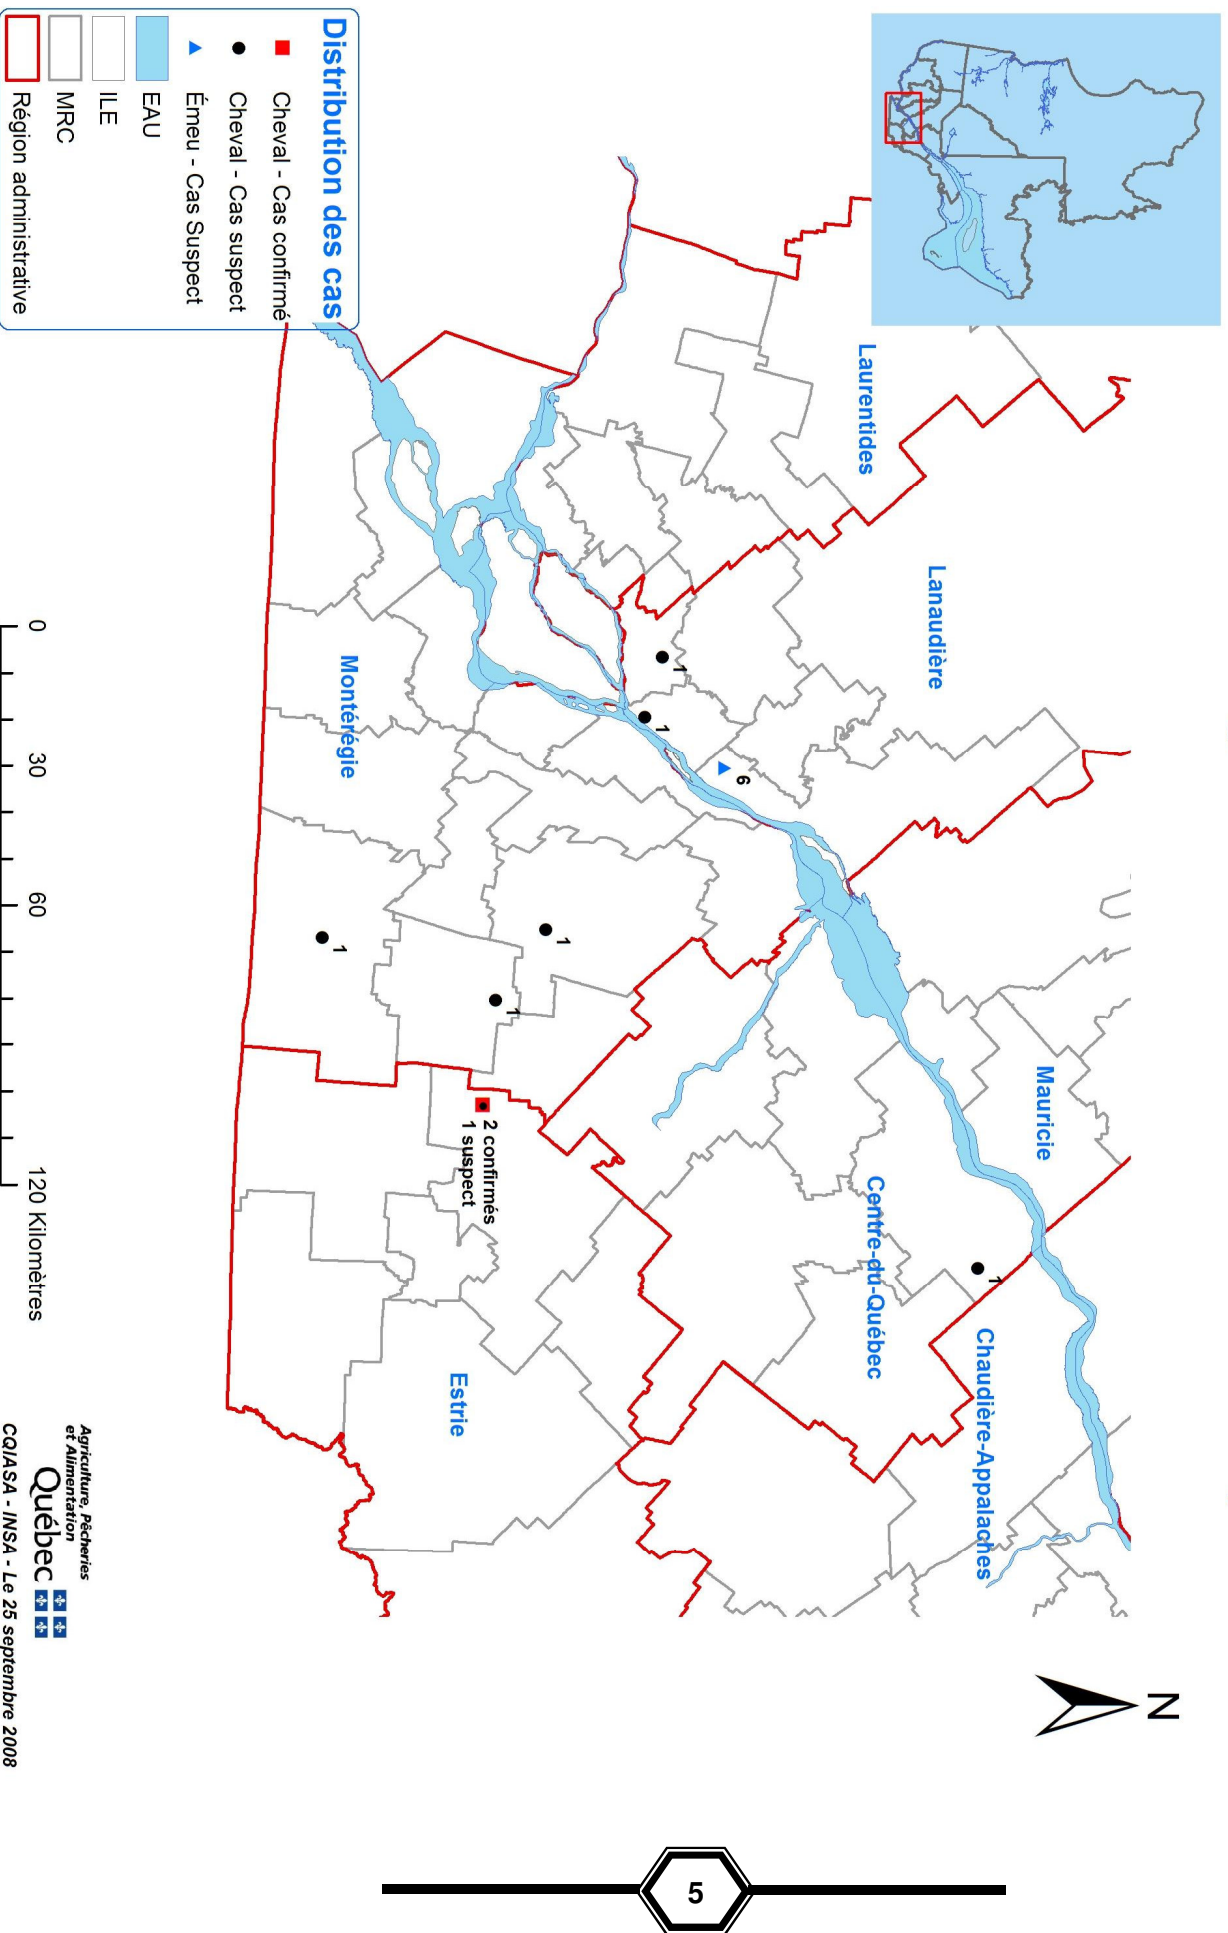 Laurentides
Lanaudière
Mauricie
Centre-du-Québec
Chaudière-Appalaches
Montérégie
Estrie
1
1
6
1
1
1
1
2 confirmés
1 suspect
N
Distribution des cas
Cheval - Cas confirmé
Cheval - Cas suspect
Émeu - Cas Suspect
EAU
ILE
MRC
Région administrative
0 30 60 120 Kilomètres
Agriculture, Pêcheries
et Alimentation
Québec
CQIASA - INSA - Le 25 septembre 2008
5